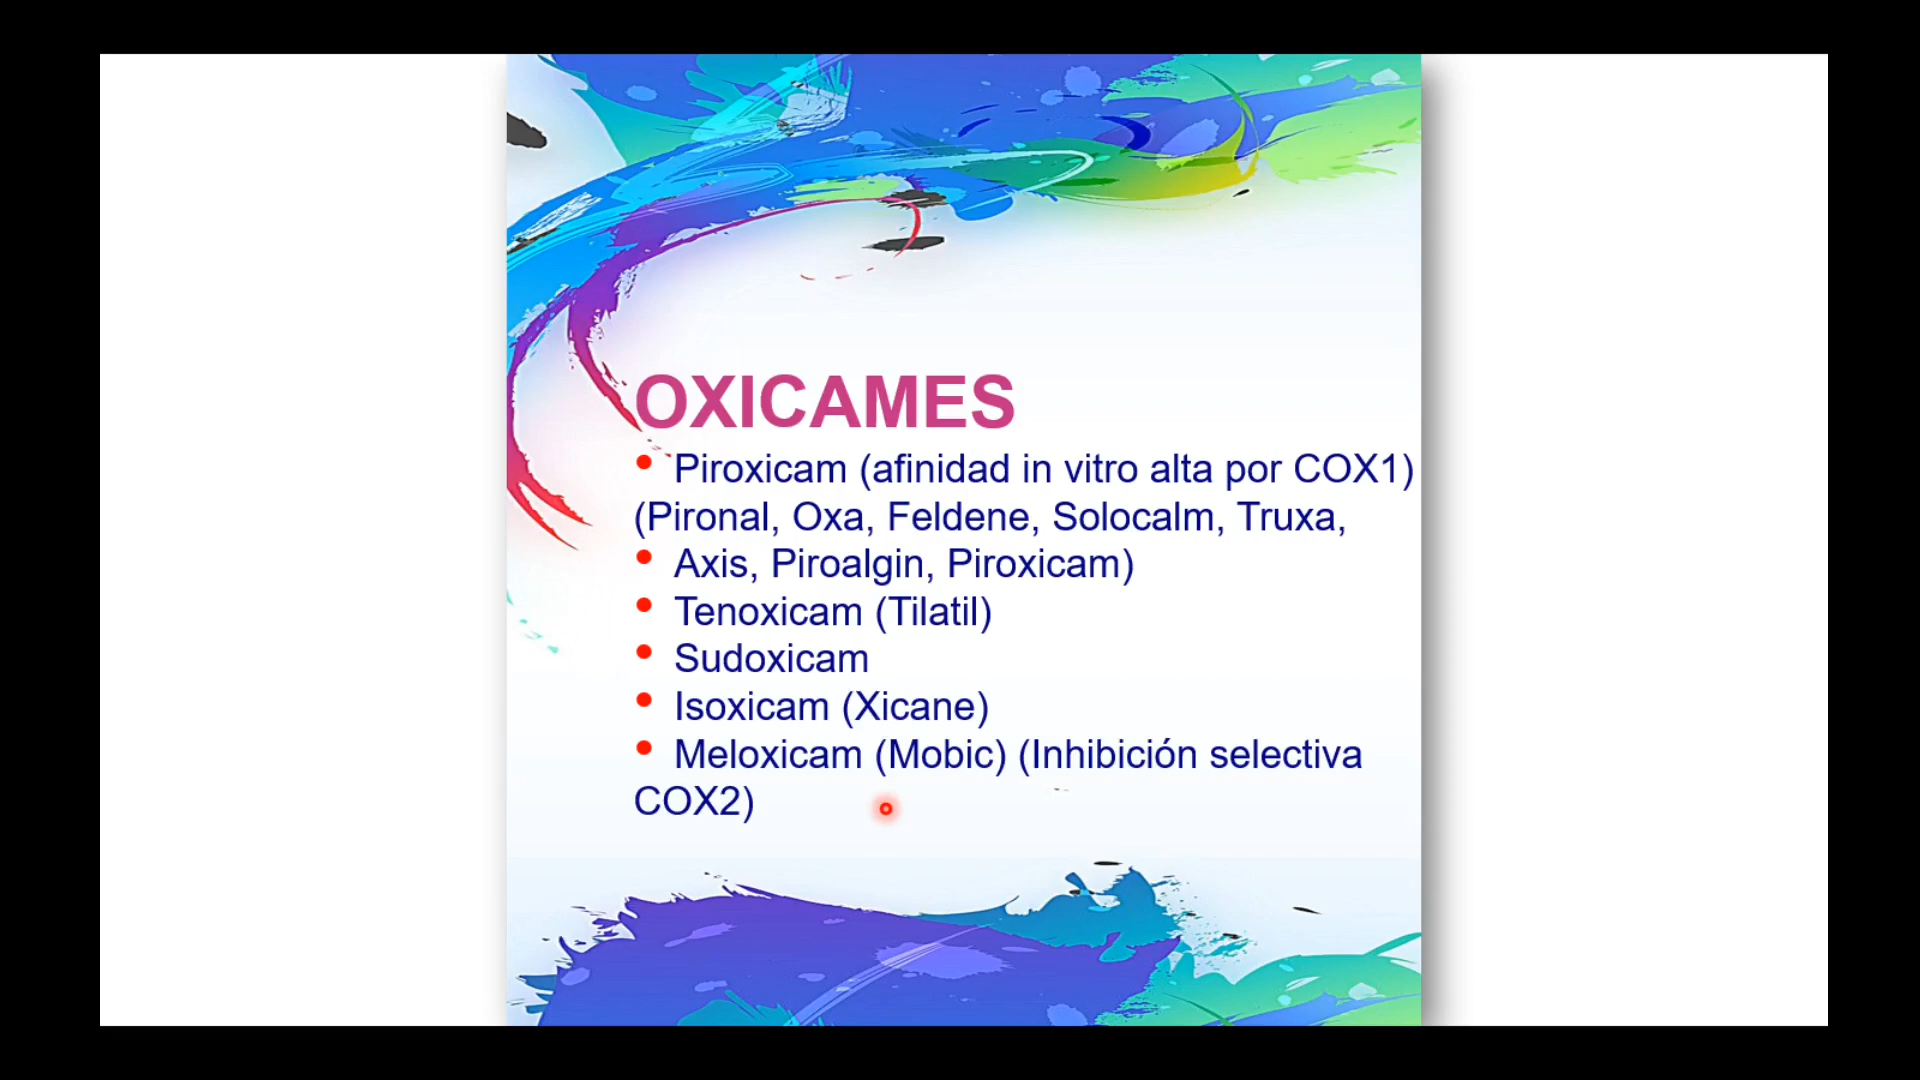 OXICAMES
• Piroxicam (afinidad in vitro alta por COX1)
(Pironal, Oxa, Feldene, Solocalm, Truxa,
• Axis, Piroalgin, Piroxicam)
• Tenoxicam (Tilatil)
• Sudoxicam
• Isoxicam (Xicane)
• Meloxicam (Mobic) (Inhibición selectiva
COX2)